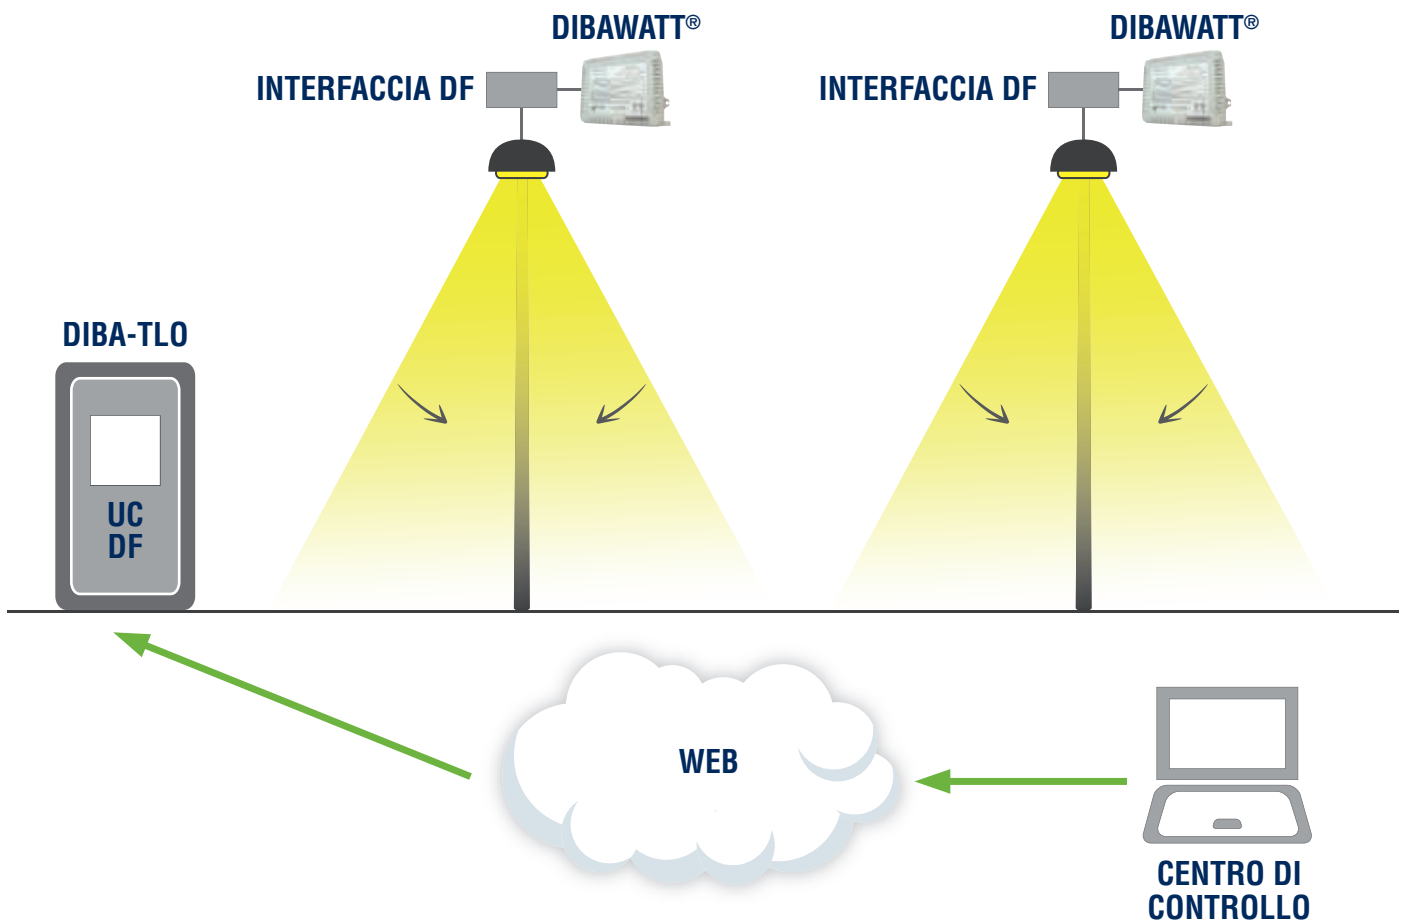 DIBAWATT®
DIBAWATT®
INTERFACCIA DF
INTERFACCIA DF
DIBA-TLO
UC
DF
WEB
CENTRO DI
CONTROLLO